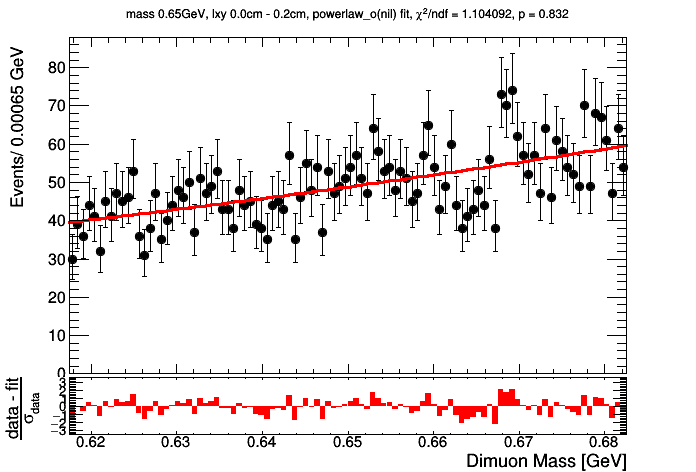 mass 0.65GeV, lxy 0.0cm - 0.2cm, powerlaw_o(nil) fit, χ²/ndf = 1.104092, p = 0.832
Events/ 0.00065 GeV
80
70
60
50
40
30
20
10
0
data - fit
σdata
3
2
1
0
−1
−2
−3
0.62 0.63 0.64 0.65 0.66 0.67 0.68
Dimuon Mass [GeV]